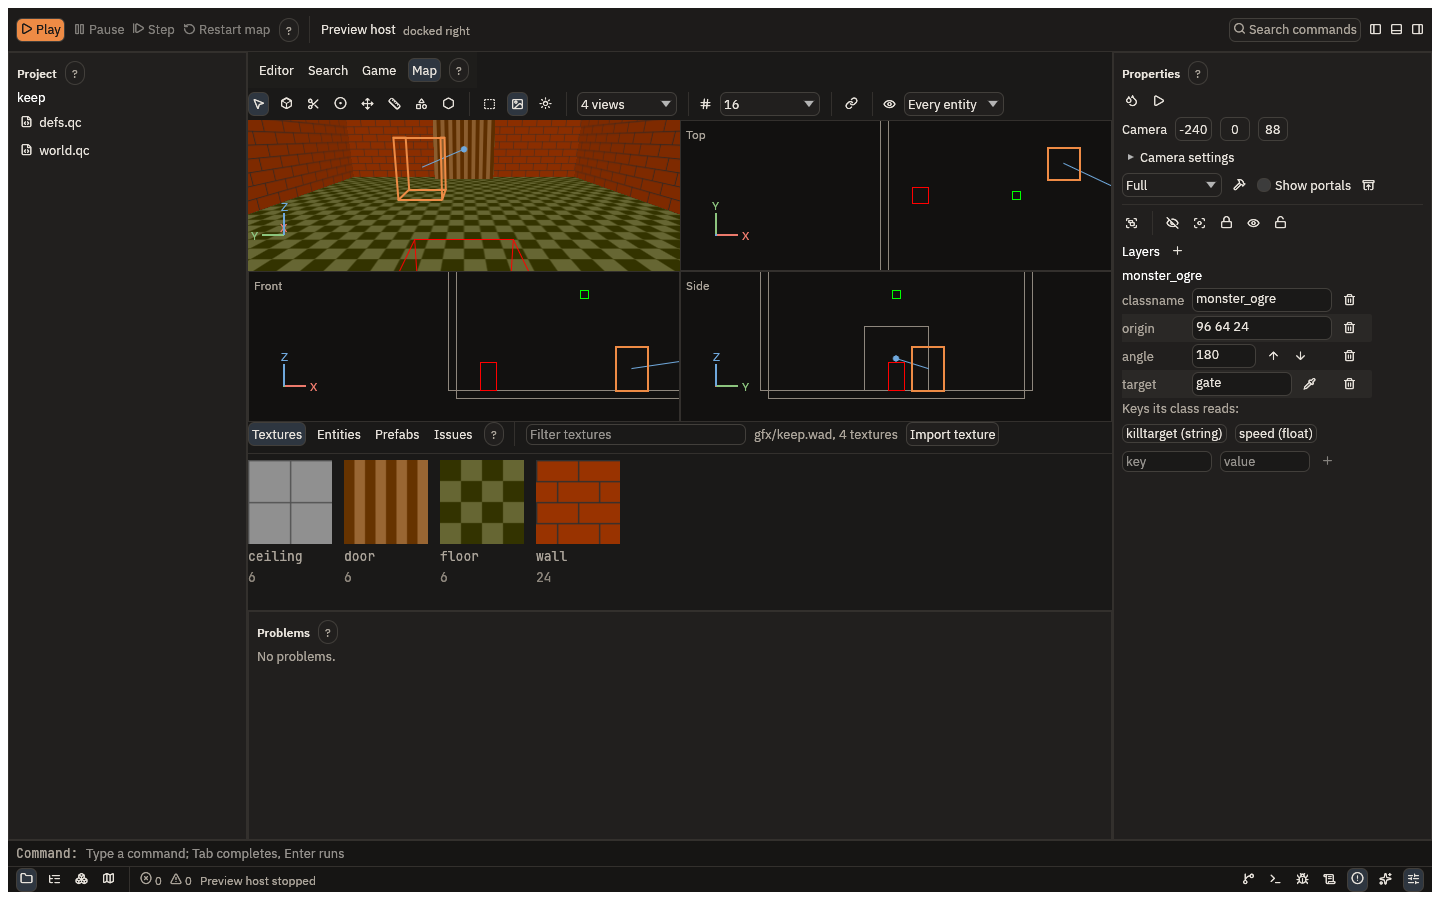 Play Pause Step Restart map ? Preview host docked right Search commands
Project ?
keep
defs.qc
world.qc
Editor Search Game Map ?
4 views 16 Every entity
Z
Y X
Top
Y
X
Front
Z
X
Side
Z
Y
Textures Entities Prefabs Issues ? Filter textures gfx/keep.wad, 4 textures Import texture
ceiling door floor wall
6 6 6 24
Problems ?
No problems.
Properties ?
Camera -240 0 88
Camera settings
Full Show portals
Layers +
monster_ogre
classname monster_ogre
origin 96 64 24
angle 180
target gate
Keys its class reads:
killtarget (string) speed (float)
key value +
Command: Type a command; Tab completes, Enter runs
0 0 Preview host stopped